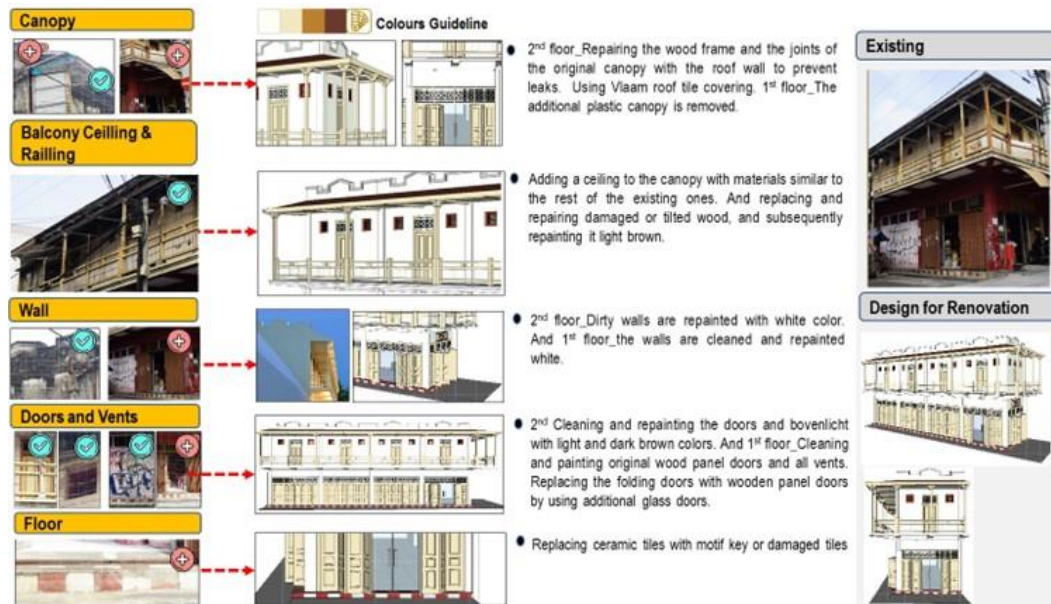 Canopy
Colours Guideline
2nd floor_Repairing the wood frame and the joints of
the original canopy with the roof wall to prevent
leaks. Using Vlaam roof tile covering. 1st floor_The
additional plastic canopy is removed.
Balcony Ceilling &
Railling
Adding a ceiling to the canopy with materials similar to
the rest of the existing ones. And replacing and
repairing damaged or tilted wood, and subsequently
repainting it light brown.
Wall
2nd floor_Dirty walls are repainted with white color.
And 1st floor_the walls are cleaned and repainted
white.
Doors and Vents
2nd Cleaning and repainting the doors and bovenlicht
with light and dark brown colors. And 1st floor_Cleaning
and painting original wood panel doors and all vents.
Replacing the folding doors with wooden panel doors
by using additional glass doors.
Floor
Replacing ceramic tiles with motif key or damaged tiles
Existing
Design for Renovation